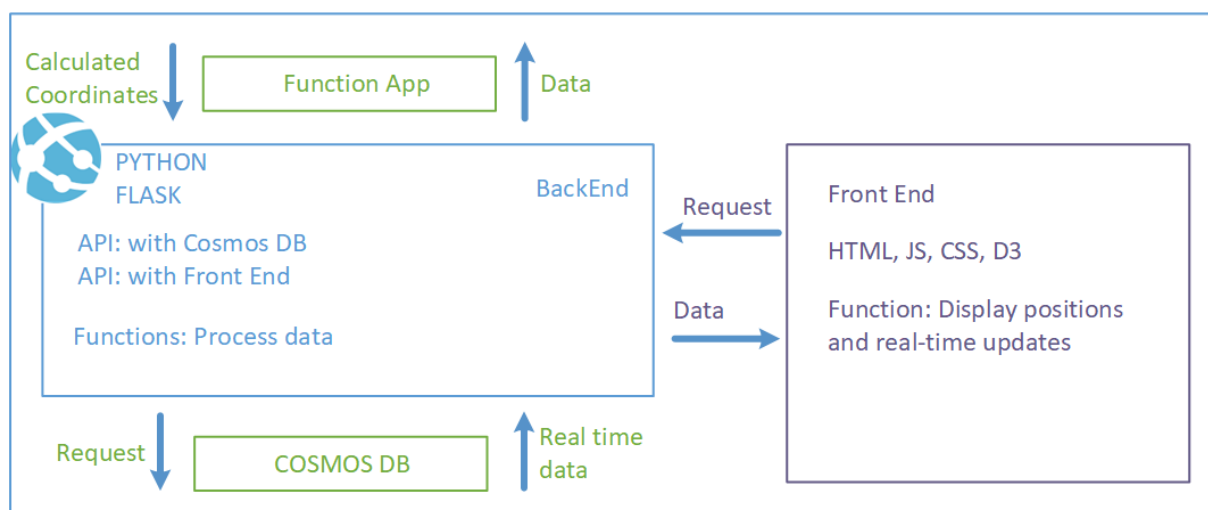 Calculated
Coordinates
Function App
Data
PYTHON
FLASK
BackEnd
API: with Cosmos DB
API: with Front End
Functions: Process data
Request
Data
Front End
HTML, JS, CSS, D3
Function: Display positions
and real-time updates
Request
COSMOS DB
Real time
data